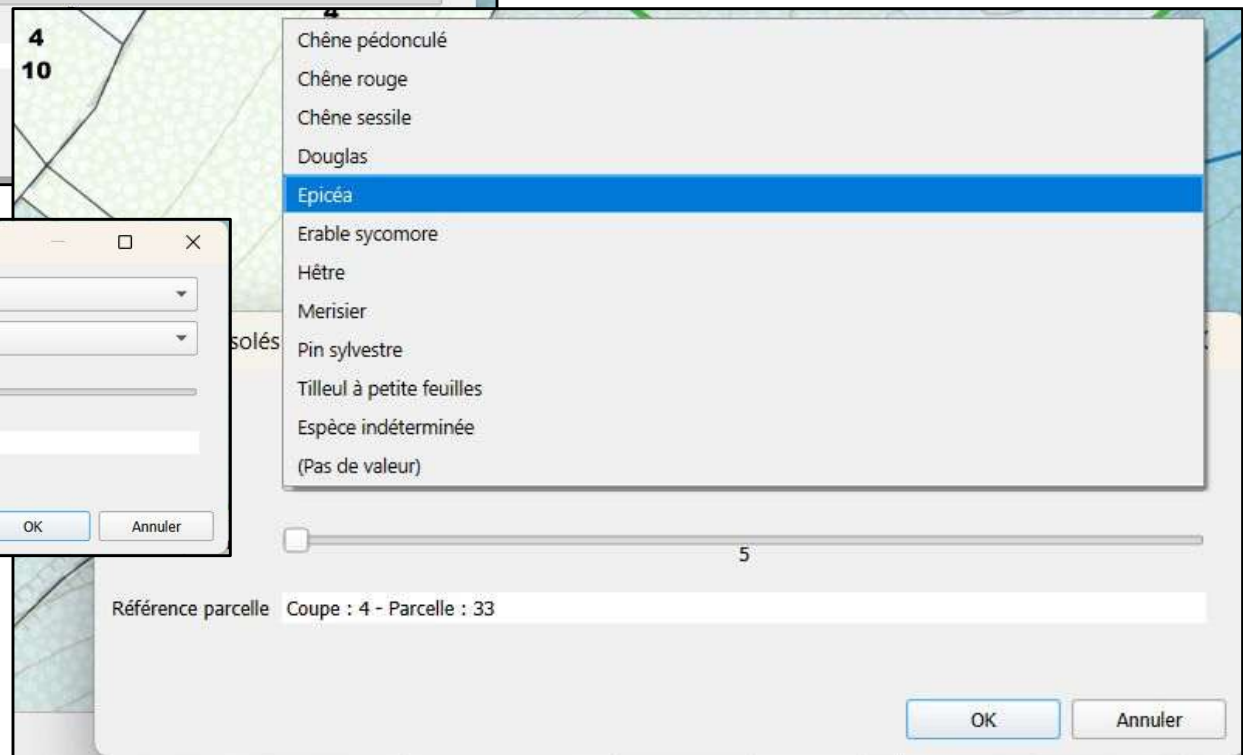 4
4
10
Chêne pédonculé
Chêne rouge
Chêne sessile
Douglas
Epicéa
Erable sycomore
Hêtre
Merisier
Pin sylvestre
Tilleul à petite feuilles
Espèce indéterminée
(Pas de valeur)
solés
OK
Annuler
5
Référence parcelle
Coupe : 4 - Parcelle : 33
OK
Annuler